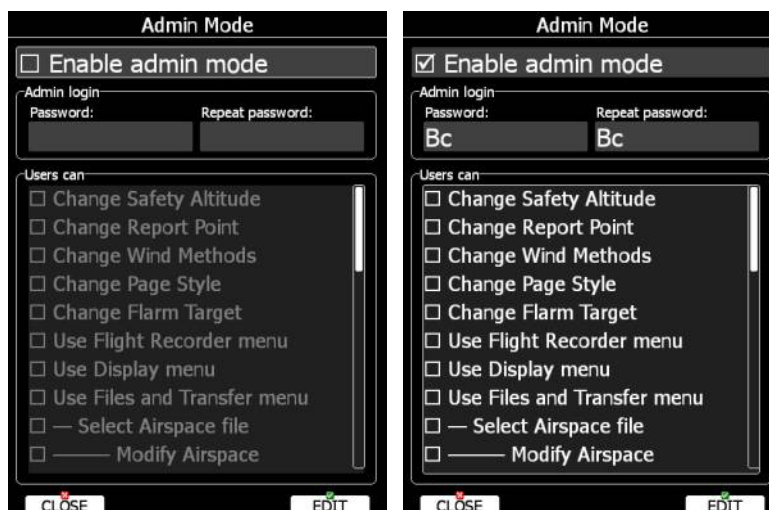 Admin Mode
Enable admin mode
Admin login
Password: Repeat password:
Users can
Change Safety Altitude
Change Report Point
Change Wind Methods
Change Page Style
Change Flarm Target
Use Flight Recorder menu
Use Display menu
Use Files and Transfer menu
— Select Airspace file
——— Modify Airspace
CLOSE EDIT
Admin Mode
Enable admin mode
Admin login
Password: Repeat password:
Bc Bc
Users can
Change Safety Altitude
Change Report Point
Change Wind Methods
Change Page Style
Change Flarm Target
Use Flight Recorder menu
Use Display menu
Use Files and Transfer menu
— Select Airspace file
——— Modify Airspace
CLOSE EDIT